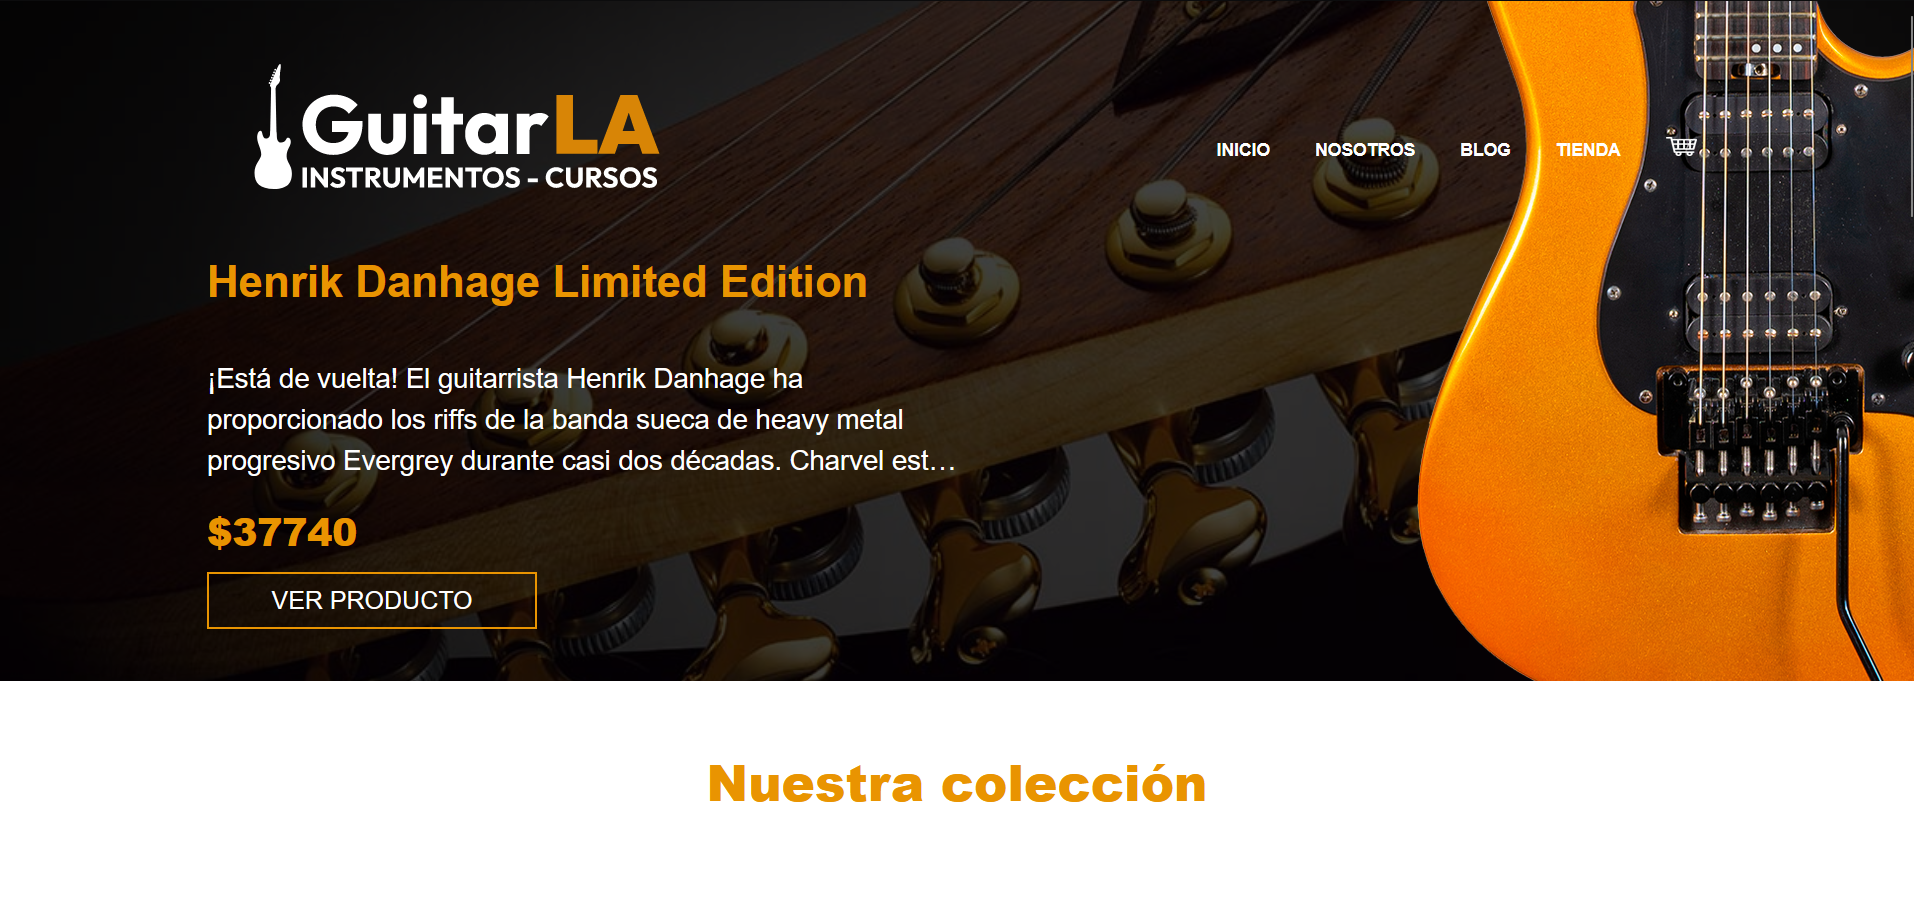 GuitarLA
INSTRUMENTOS - CURSOS
INICIO NOSOTROS BLOG TIENDA
Henrik Danhage Limited Edition
¡Está de vuelta! El guitarrista Henrik Danhage ha
proporcionado los riffs de la banda sueca de heavy metal
progresivo Evergrey durante casi dos décadas. Charvel est…
$37740
VER PRODUCTO
Nuestra colección